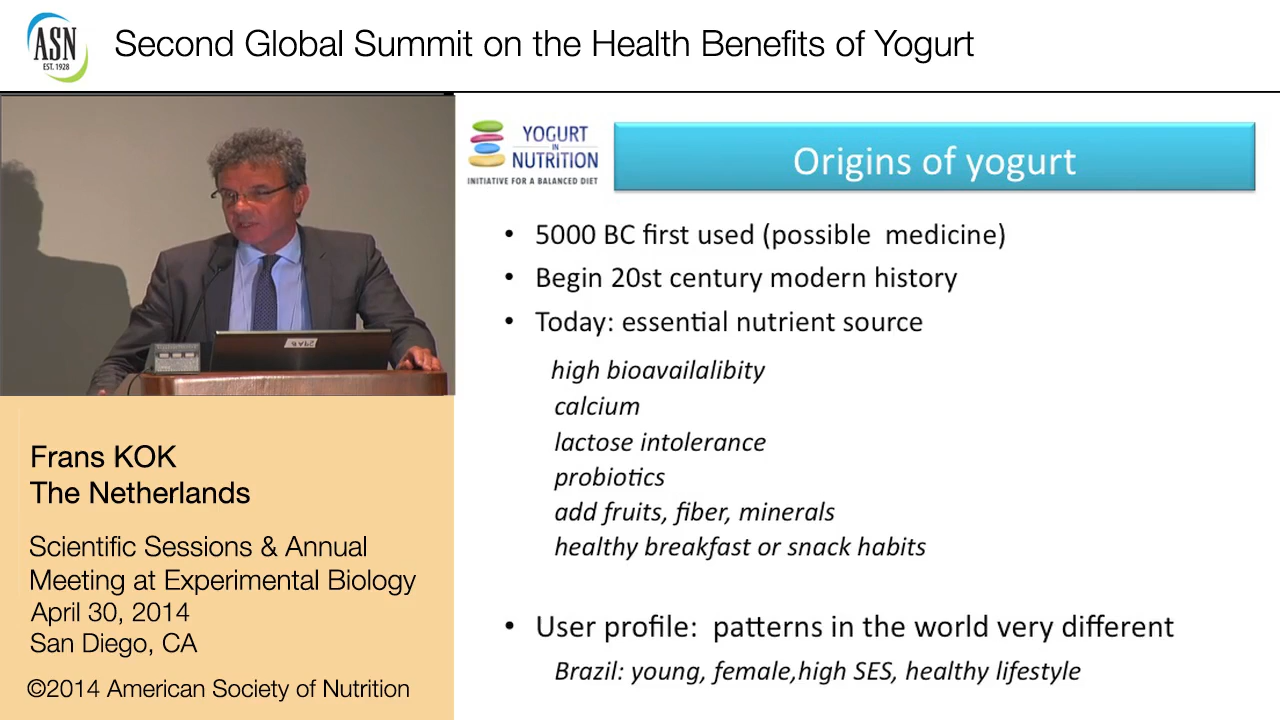 ASN
EST. 1928
Second Global Summit on the Health Benefits of Yogurt
YOGURT
IN
NUTRITION
INITIATIVE FOR A BALANCED DIET
Origins of yogurt
• 5000 BC first used (possible medicine)
• Begin 20st century modern history
• Today: essential nutrient source
high bioavailalibity
calcium
lactose intolerance
probiotics
add fruits, fiber, minerals
healthy breakfast or snack habits
• User profile: patterns in the world very different
Brazil: young, female,high SES, healthy lifestyle
Frans KOK
The Netherlands
Scientific Sessions & Annual
Meeting at Experimental Biology
April 30, 2014
San Diego, CA
©2014 American Society of Nutrition